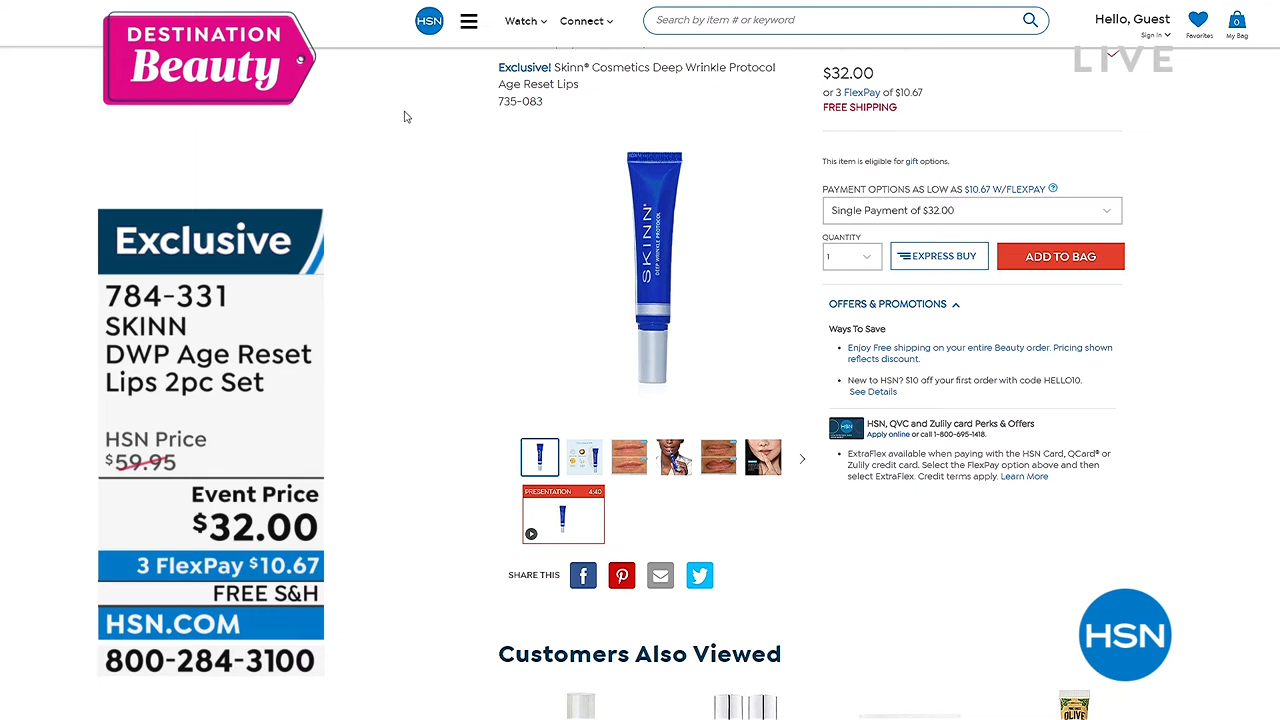 DESTINATION
Beauty
HSN
Watch
Connect
Search by item # or keyword
Hello, Guest
Sign In
Favorites
0
My Bag
LIVE
Exclusive! Skinn® Cosmetics Deep Wrinkle Protocol
Age Reset Lips
735-083
$32.00
or 3 FlexPay of $10.67
FREE SHIPPING
This item is eligible for gift options.
PAYMENT OPTIONS AS LOW AS $10.67 W/FLEXPAY ?
Single Payment of $32.00
QUANTITY
1
EXPRESS BUY
ADD TO BAG
OFFERS & PROMOTIONS
Ways To Save
• Enjoy Free shipping on your entire Beauty order. Pricing shown
reflects discount.
• New to HSN? $10 off your first order with code HELLO10.
See Details
HSN
HSN, QVC and Zulily card Perks & Offers
Apply online or call 1-800-695-1418.
• ExtraFlex available when paying with the HSN Card, QCard® or
Zulily credit card. Select the FlexPay option above and then
select ExtraFlex. Credit terms apply. Learn More
SKINN®
DEEP WRINKLE PROTOCOL
PRESENTATION 4:40
SHARE THIS
Customers Also Viewed
OLIVE
Exclusive
784-331
SKINN
DWP Age Reset
Lips 2pc Set
HSN Price
$59.95
Event Price
$32.00
3 FlexPay $10.67
FREE S&H
HSN.COM
800-284-3100
HSN